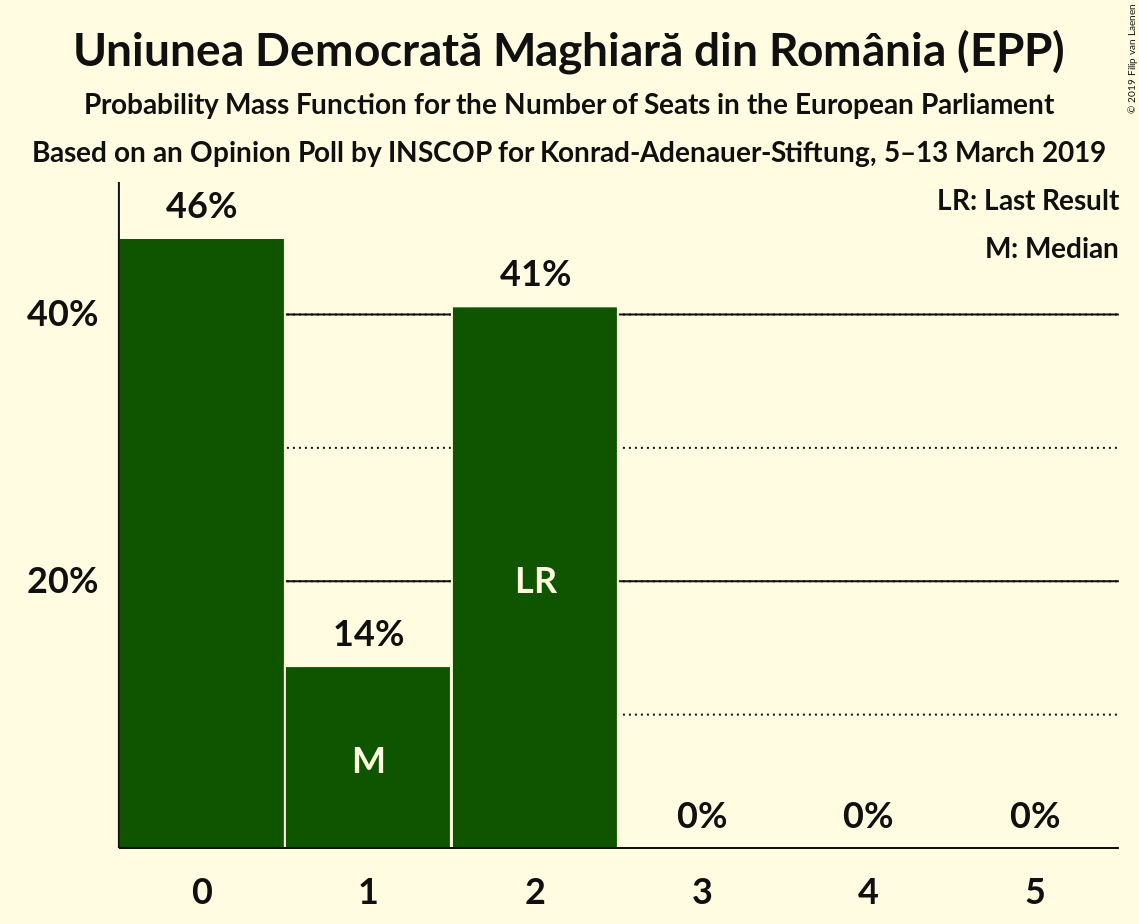 Uniunea Democrată Maghiară din România (EPP)
Probability Mass Function for the Number of Seats in the European Parliament
Based on an Opinion Poll by INSCOP for Konrad-Adenauer-Stiftung, 5–13 March 2019
© 2019 Filip van Laenen
LR: Last Result
M: Median
46%
41%
40%
LR
20%
14%
M
0% 0% 0%
0 1 2 3 4 5